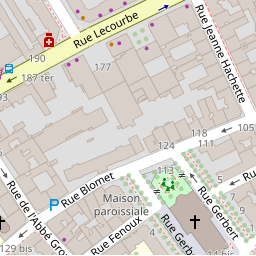 Rue Lecourbe
Rue Jeanne Hachette
190
177
187 ter
93
105
118
111
124
113
Rue Blomet
P
Maison
paroissiale
Rue de l'Abbé Gro
Rue Fenoux
Rue Gerbert
Rue Gerb
129 bis
14 bis